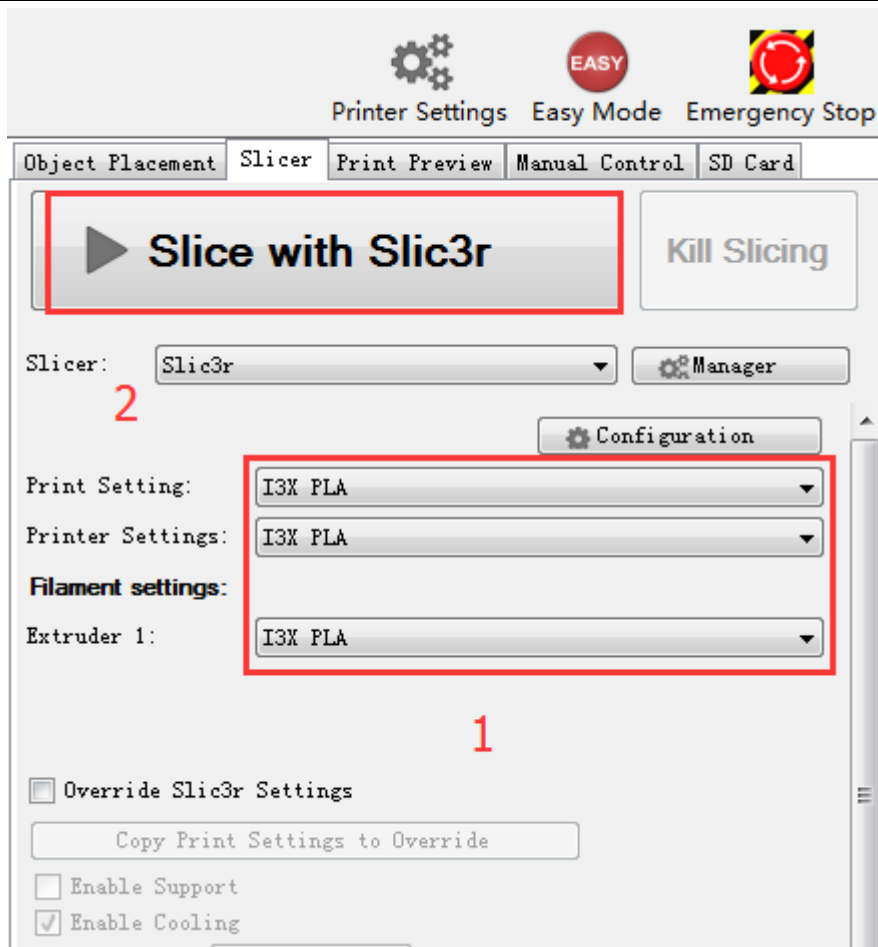 EASY
Printer Settings Easy Mode Emergency Stop
Object Placement Slicer Print Preview Manual Control SD Card
Slice with Slic3r Kill Slicing
Slicer: Slic3r Manager
2
Configuration
Print Setting: I3X PLA
Printer Settings: I3X PLA
Filament settings:
Extruder 1: I3X PLA
1
Override Slic3r Settings
Copy Print Settings to Override
Enable Support
Enable Cooling